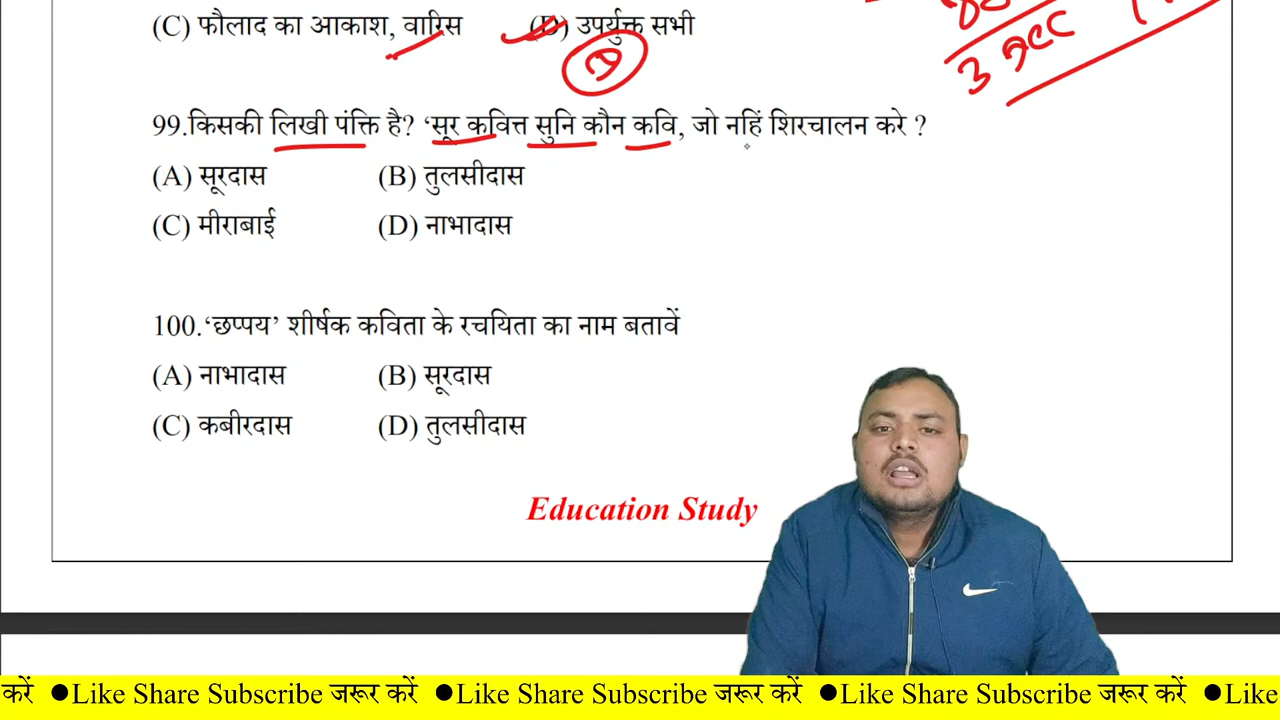 (C) फौलाद का आकाश, वारिस (D) उपर्युक्त सभी
99.किसकी लिखी पंक्ति है? ‘सूर कवित्त सुनि कौन कवि, जो नहिं शिरचालन करे ?
(A) सूरदास (B) तुलसीदास
(C) मीराबाई (D) नाभादास
100.‘छप्पय’ शीर्षक कविता के रचयिता का नाम बतावें
(A) नाभादास (B) सूरदास
(C) कबीरदास (D) तुलसीदास
Education Study
करें ●Like Share Subscribe जरूर करें ●Like Share Subscribe जरूर करें ●Like Share Subscribe जरूर करें ●Like